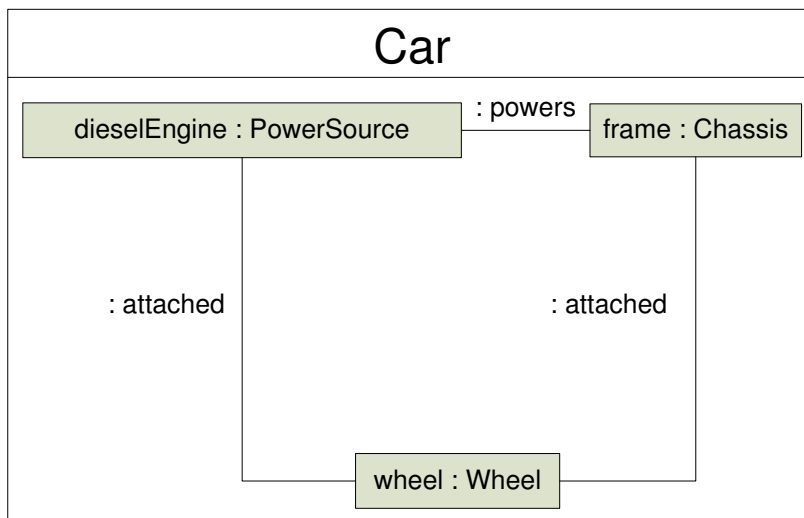 Car
dieselEngine : PowerSource
: powers
frame : Chassis
: attached
: attached
wheel : Wheel